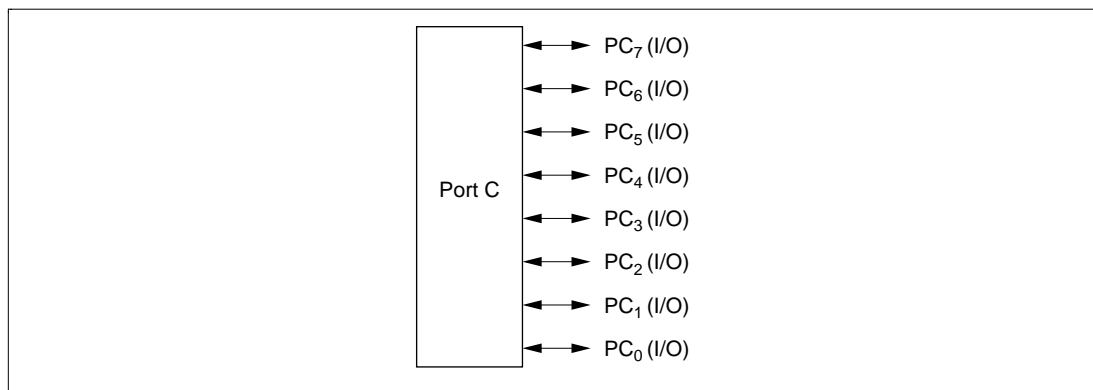 PC7 (I/O)
PC6 (I/O)
PC5 (I/O)
PC4 (I/O)
Port C
PC3 (I/O)
PC2 (I/O)
PC1 (I/O)
PC0 (I/O)